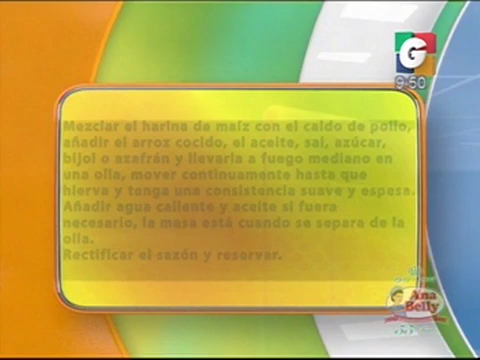 G
9:50
Mezclar el harina de maíz con el caldo de pollo,
añadir el arroz cocido, el aceite, sal, azúcar,
bijol o azafrán y llevarla a fuego mediano en
una olla, mover continuamente hasta que
hierva y tenga una consistencia suave y espesa.
Añadir agua caliente y aceite si fuera
necesario, la masa está cuando se separa de la
olla.
Rectificar el sazón y reservar.
Ana
Belly